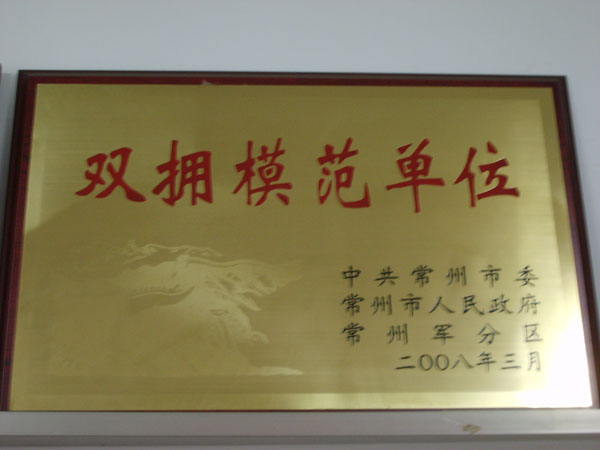 双拥模范单位
中共常州市委
常州市人民政府
常州军分区
二〇〇八年三月